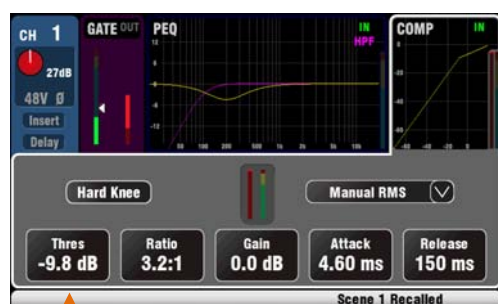 CH 1 GATE OUT PEQ IN COMP IN
HPF
27dB
48V Ø
Insert
Delay
Hard Knee Manual RMS
Thres Ratio Gain Attack Release
-9.8 dB 3.2:1 0.0 dB 4.60 ms 150 ms
Scene 1 Recalled